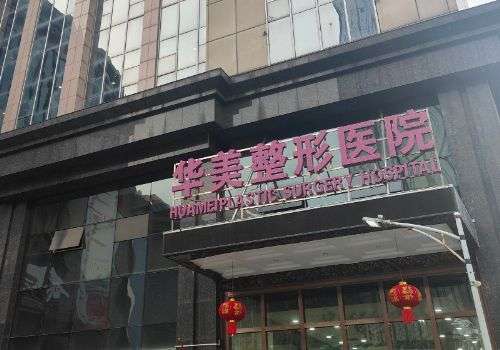 华美整形医院
HUAMEI PLASTIC SURGERY HOSPITAL